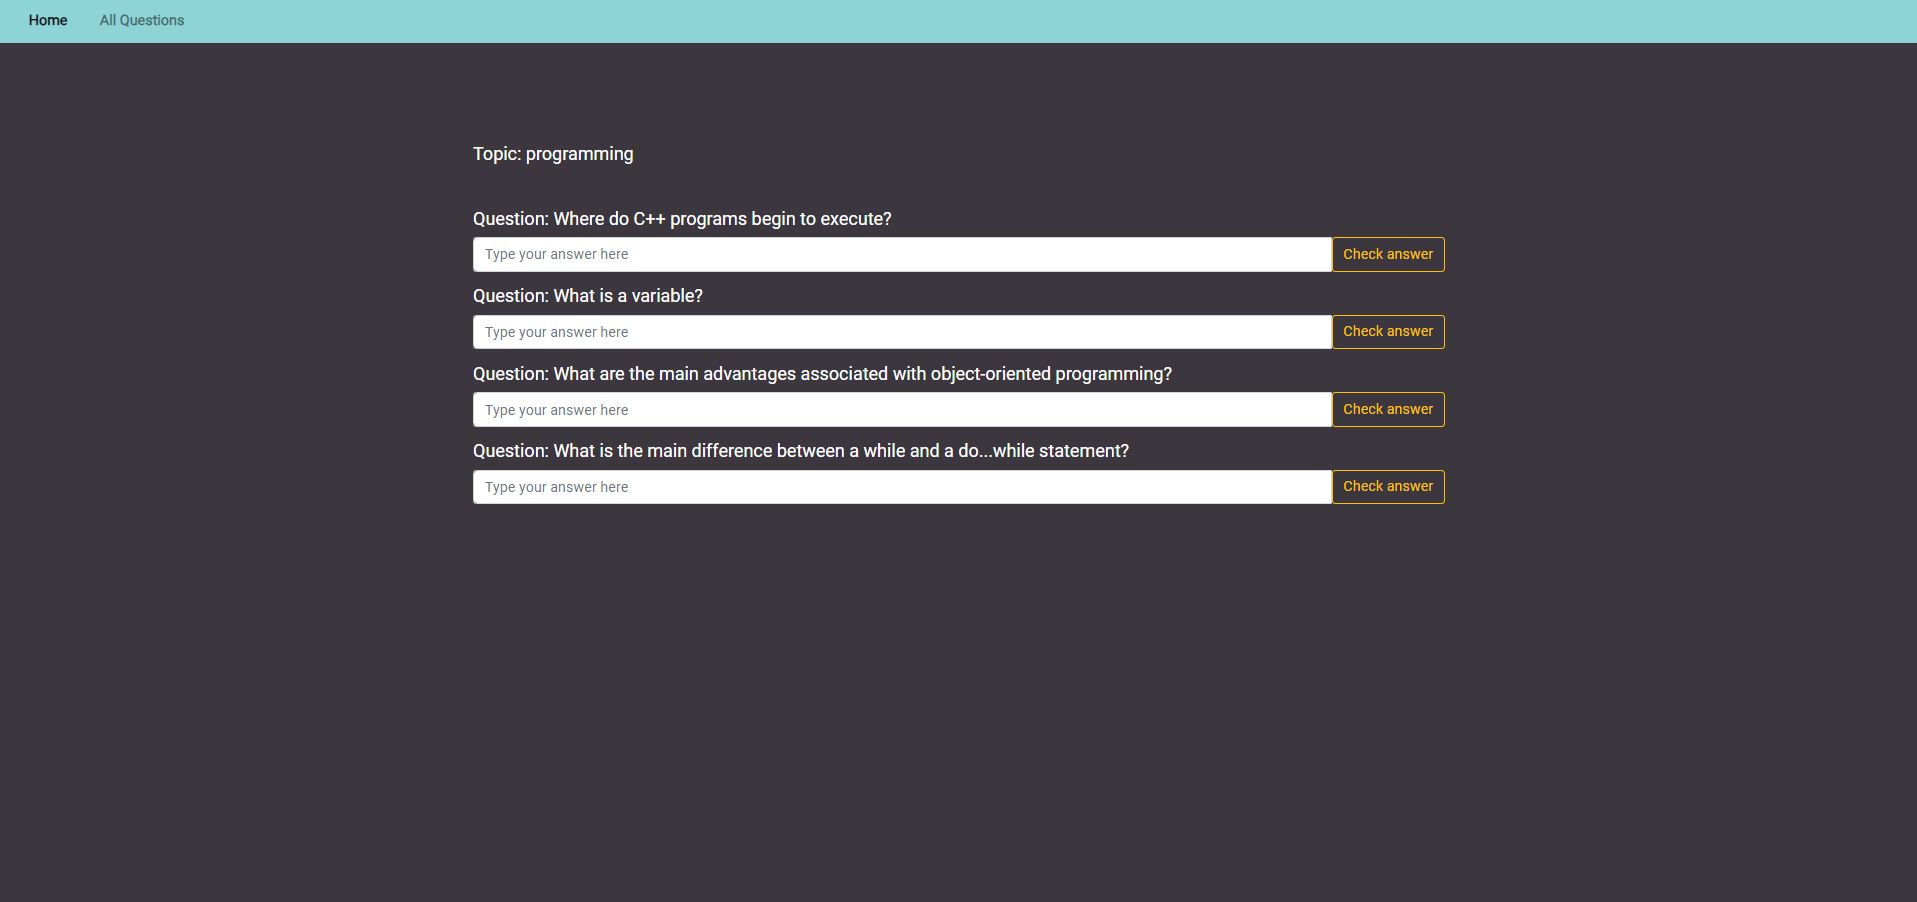 Home All Questions
Topic: programming
Question: Where do C++ programs begin to execute?
Type your answer here Check answer
Question: What is a variable?
Type your answer here Check answer
Question: What are the main advantages associated with object-oriented programming?
Type your answer here Check answer
Question: What is the main difference between a while and a do...while statement?
Type your answer here Check answer